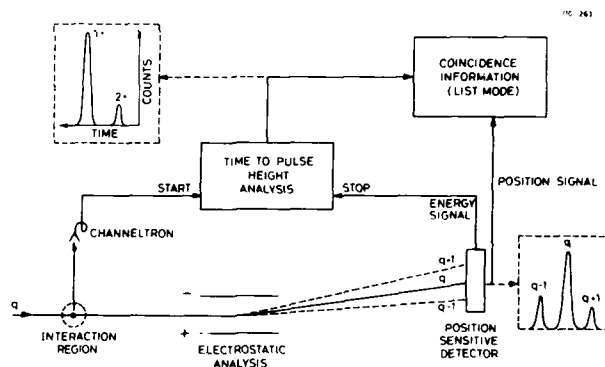 261
1+
2+
COUNTS
TIME
COINCIDENCE
INFORMATION
(LIST MODE)
TIME TO PULSE
HEIGHT ANALYSIS
START
STOP
ENERGY
SIGNAL
POSITION SIGNAL
CHANNELTRON
q+1
q
q-1
q
q-1
q
q+1
-
+
INTERACTION
REGION
ELECTROSTATIC
ANALYSIS
POSITION
SENSITIVE
DETECTOR